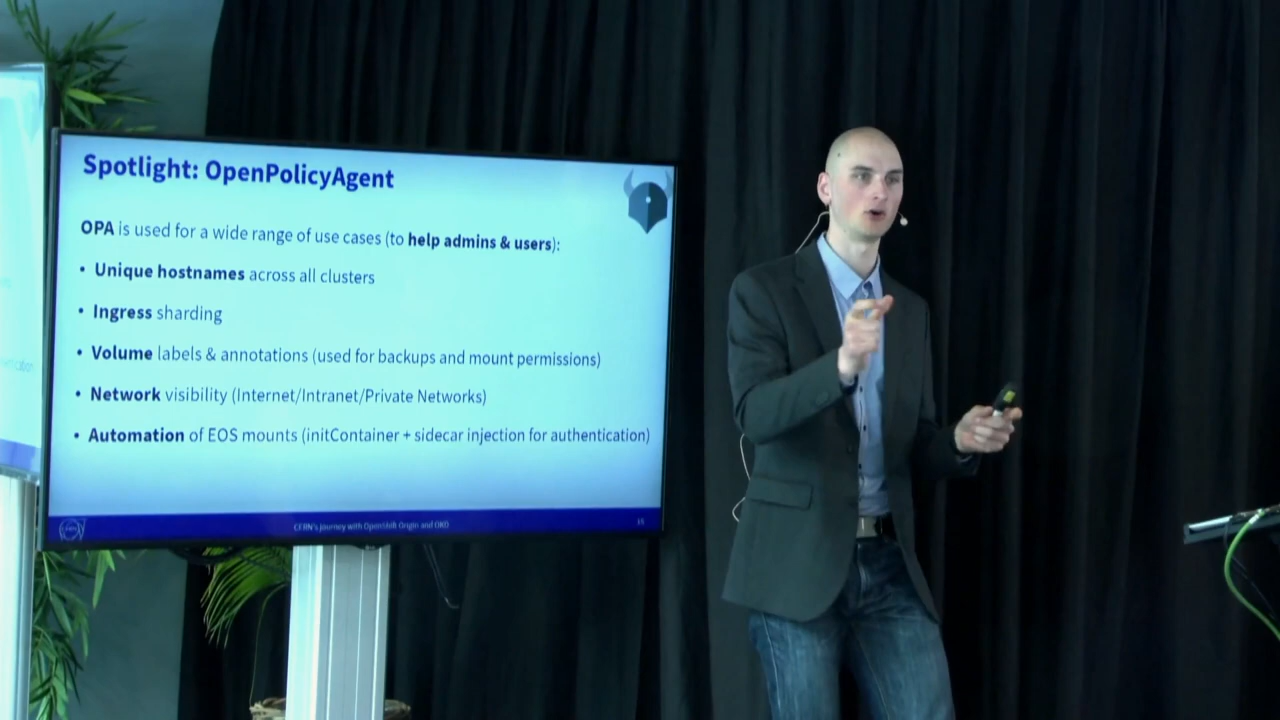 Spotlight: OpenPolicyAgent
OPA is used for a wide range of use cases (to help admins & users):
• Unique hostnames across all clusters
• Ingress sharding
• Volume labels & annotations (used for backups and mount permissions)
• Network visibility (Internet/Intranet/Private Networks)
• Automation of EOS mounts (initContainer + sidecar injection for authentication)
CERN's journey with OpenShift Origin and OKD
15